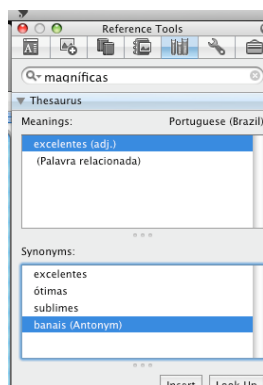 Reference Tools
magníficas
Thesaurus
Meanings: Portuguese (Brazil)
excelentes (adj.)
(Palavra relacionada)
Synonyms:
excelentes
ótimas
sublimes
banais (Antonym)
Insert Look Up